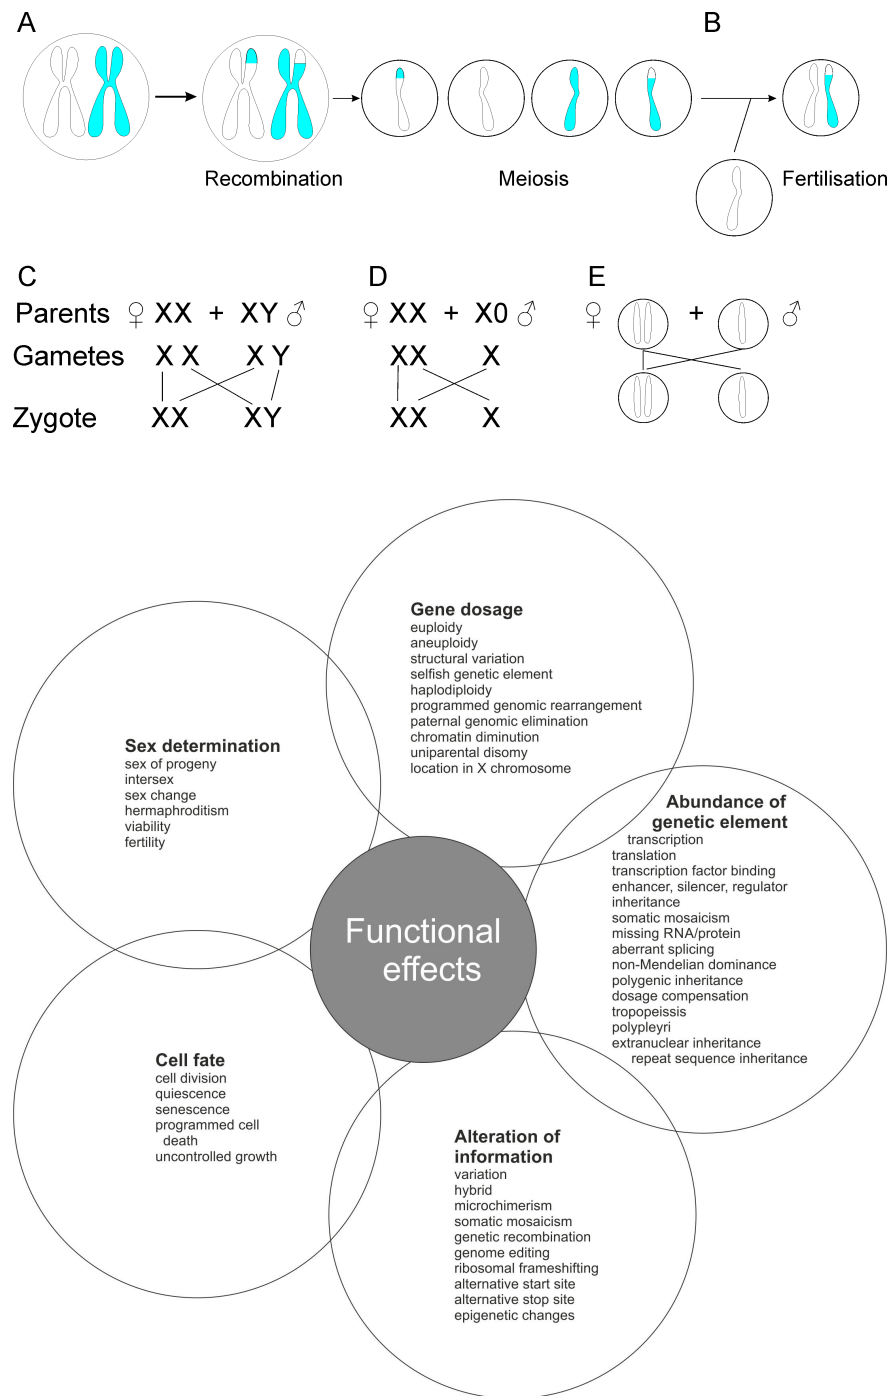 A
B
Recombination
Meiosis
Fertilisation
C
D
E
Parents ♀ XX + XY ♂
♀ XX + X0 ♂
♀ + ♂
Gametes X X X Y
XX X
Zygote XX XY
XX X
Gene dosage
euploidy
aneuploidy
structural variation
selfish genetic element
haplodiploidy
programmed genomic rearrangement
paternal genomic elimination
chromatin diminution
uniparental disomy
location in X chromosome
Sex determination
sex of progeny
intersex
sex change
hermaphroditism
viability
fertility
Abundance of
genetic element
transcription
translation
transcription factor binding
enhancer, silencer, regulator
inheritance
somatic mosaicism
missing RNA/protein
aberrant splicing
non-Mendelian dominance
polygenic inheritance
dosage compensation
tropopeissis
polypleyri
extranuclear inheritance
repeat sequence inheritance
Functional
effects
Cell fate
cell division
quiescence
senescence
programmed cell
death
uncontrolled growth
Alteration of
information
variation
hybrid
microchimerism
somatic mosaicism
genetic recombination
genome editing
ribosomal frameshifting
alternative start site
alternative stop site
epigenetic changes